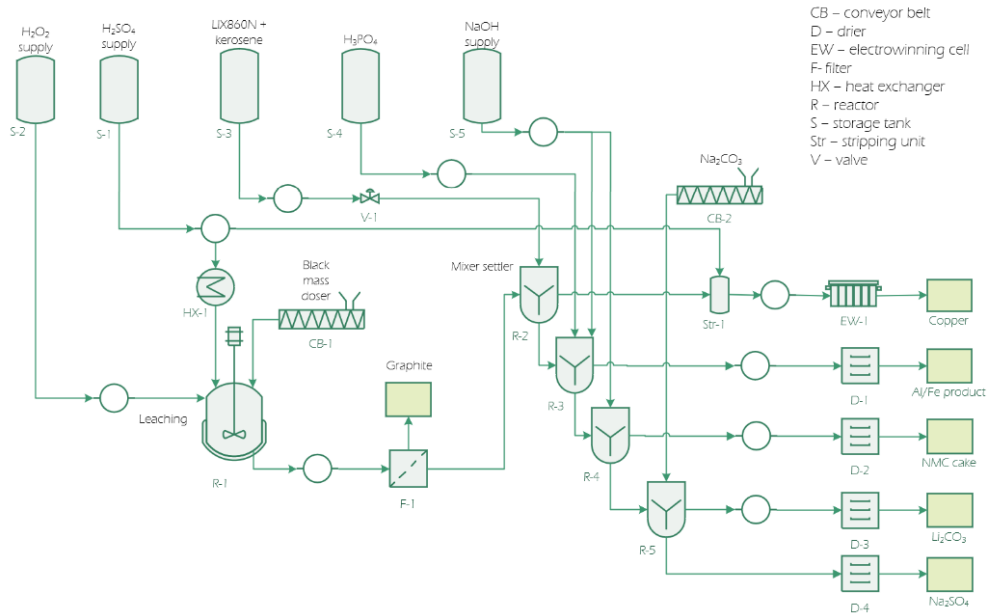 H₂O₂
supply
H₂SO₄
supply
LIX860N +
kerosene
H₃PO₄
NaOH
supply
CB – conveyor belt
D – drier
EW – electrowinning cell
F- filter
HX – heat exchanger
R – reactor
S – storage tank
Str – stripping unit
V – valve
S-2
S-1
S-3
S-4
S-5
Na₂CO₃
V-1
CB-2
Black
mass
closer
Mixer settler
HX-1
CB-1
R-2
Str-1
EW-1
Copper
Graphite
R-3
D-1
Al/Fe product
Leaching
R-1
F-1
R-4
D-2
NMC cake
R-5
D-3
Li₂CO₃
D-4
Na₂SO₄